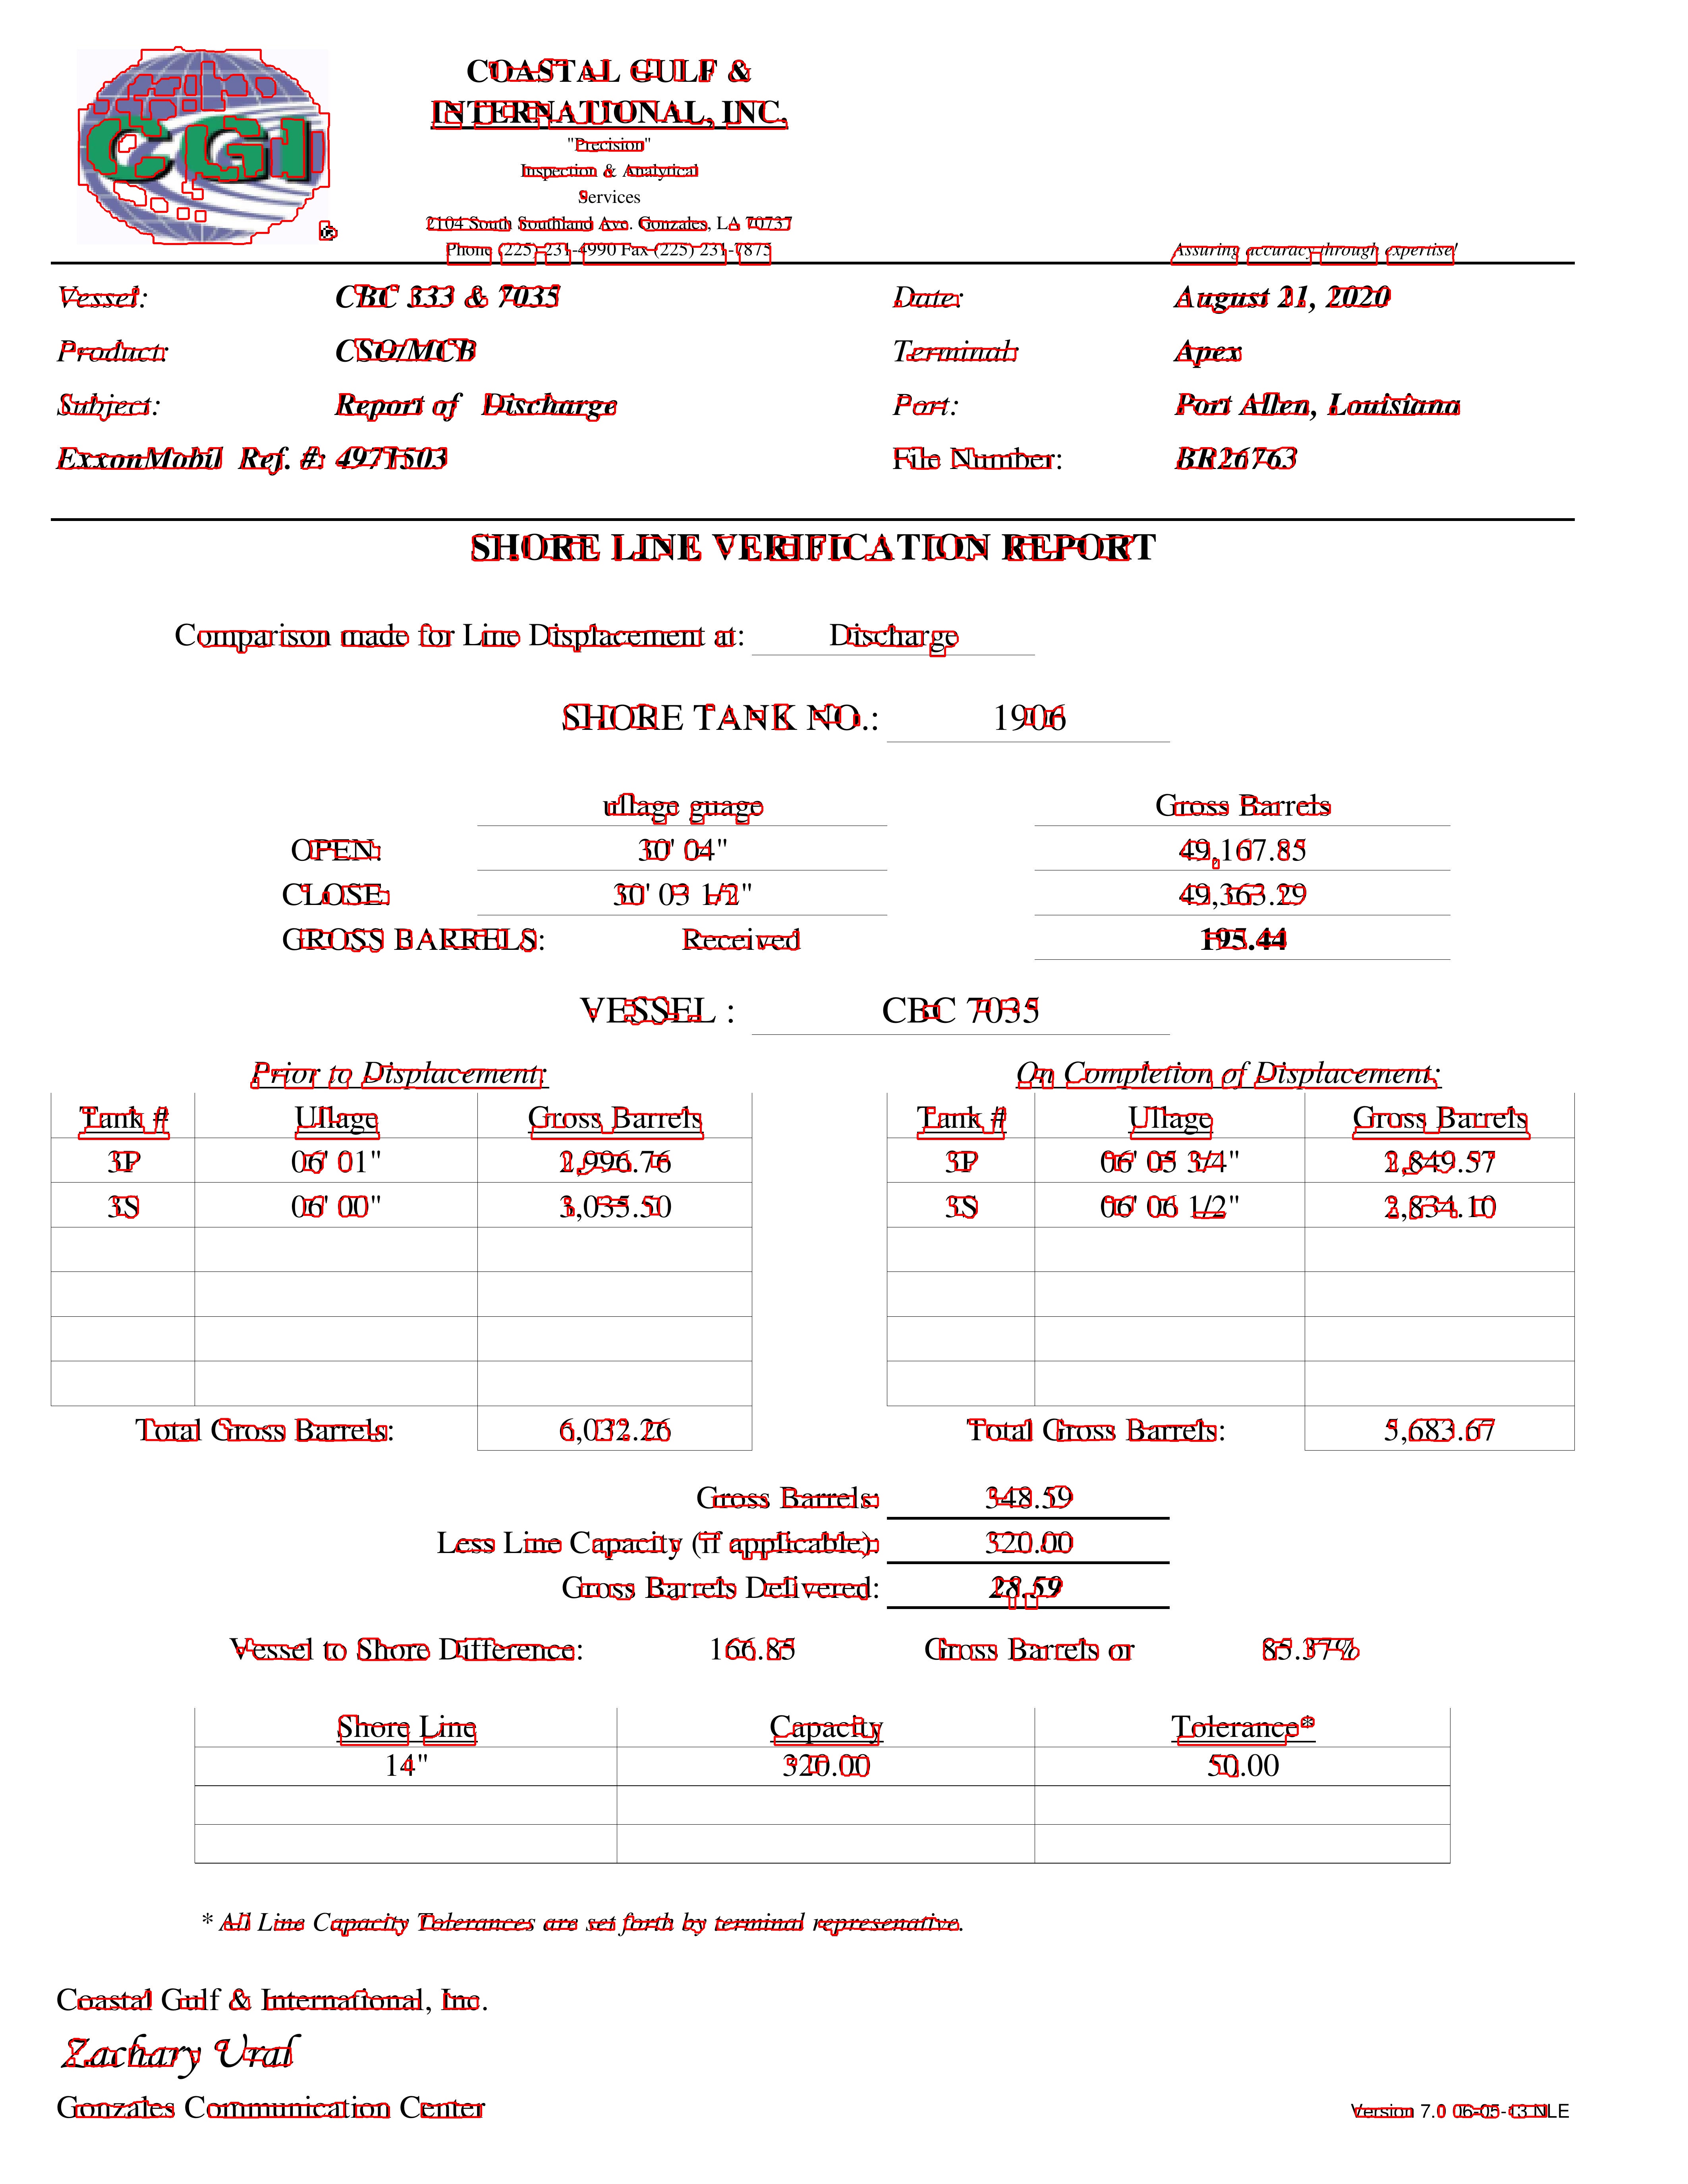 CGI
®
COASTAL GULF &
INTERNATIONAL, INC.
"Precision"
Inspection & Analytical
Services
2104 South Southland Ave. Gonzales, LA 70737
Phone (225) 231-4990 Fax (225) 231-7875
Assuring accuracy through expertise!
Vessel: CBC 333 & 7035 Date: August 21, 2020
Product: CSO/MCB Terminal: Apex
Subject: Report of Discharge Port: Port Allen, Louisiana
ExxonMobil Ref. #: 4971503 File Number: BR26763
SHORE LINE VERIFICATION REPORT
Comparison made for Line Displacement at: Discharge
SHORE TANK NO.: 1906
ullage guage Gross Barrels
OPEN: 30' 04" 49,167.85
CLOSE: 30' 03 1/2" 49,363.29
GROSS BARRELS: Received 195.44
VESSEL : CBC 7035
Prior to Displacement: On Completion of Displacement:
Tank # Ullage Gross Barrels Tank # Ullage Gross Barrels
3P 06' 01" 2,996.76 3P 06' 05 3/4" 2,849.57
3S 06' 00" 3,035.50 3S 06' 06 1/2" 2,834.10
Total Gross Barrels: 6,032.26 Total Gross Barrels: 5,683.67
Gross Barrels: 348.59
Less Line Capacity (if applicable): 320.00
Gross Barrels Delivered: 28.59
Vessel to Shore Difference: 166.85 Gross Barrels or 85.37%
Shore Line Capacity Tolerance*
14" 320.00 50.00
* All Line Capacity Tolerances are set forth by terminal represenative.
Coastal Gulf & International, Inc.
Zachary Ural
Gonzales Communication Center
Version 7.0 06-05-13 NLE